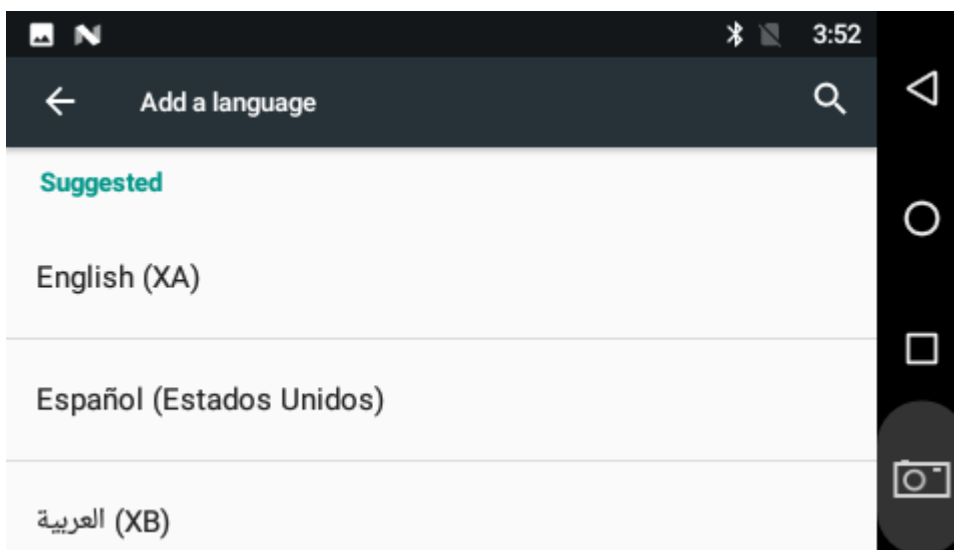 3:52
Add a language
Suggested
English (XA)
Español (Estados Unidos)
العربية (XB)